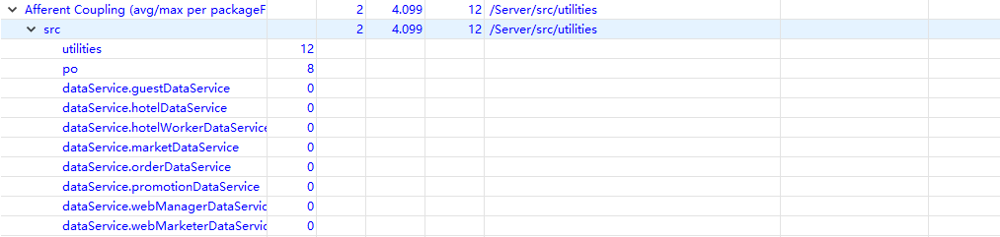 Afferent Coupling (avg/max per packageF 2 4.099 12 /Server/src/utilities
src 2 4.099 12 /Server/src/utilities
utilities 12
po 8
dataService.guestDataService 0
dataService.hotelDataService 0
dataService.hotelWorkerDataService 0
dataService.marketDataService 0
dataService.orderDataService 0
dataService.promotionDataService 0
dataService.webManagerDataServic 0
dataService.webMarketerDataServic 0